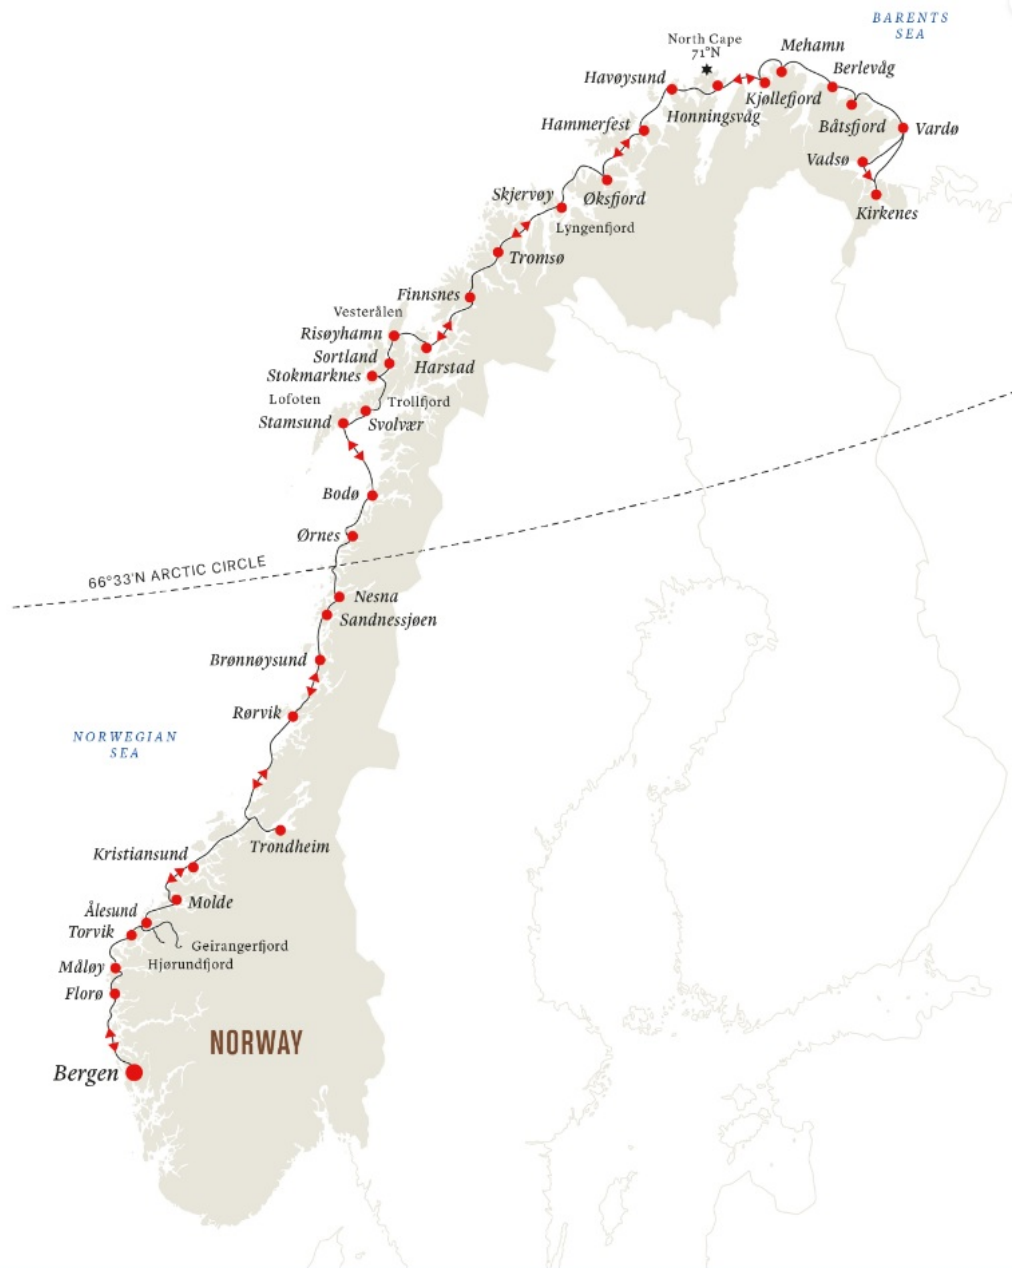 BARENTS
SEA
North Cape
71°N
Mehamn
Berlevåg
Havøysund
Kjøllefjord
Honningsvåg
Hammerfest
Båtsfjord
Vardø
Vadsø
Skjervøy
Øksfjord
Kirkenes
Lyngenfjord
Tromsø
Finnsnes
Vesterålen
Risøyhamn
Sortland
Harstad
Stokmarknes
Lofoten
Trollfjord
Stamsund
Svolvær
Bodø
Ørnes
66°33'N ARCTIC CIRCLE
Nesna
Sandnessjøen
Brønnøysund
Rørvik
NORWEGIAN
SEA
Trondheim
Kristiansund
Molde
Ålesund
Torvik
Geirangerfjord
Hjørundfjord
Måløy
Florø
NORWAY
Bergen